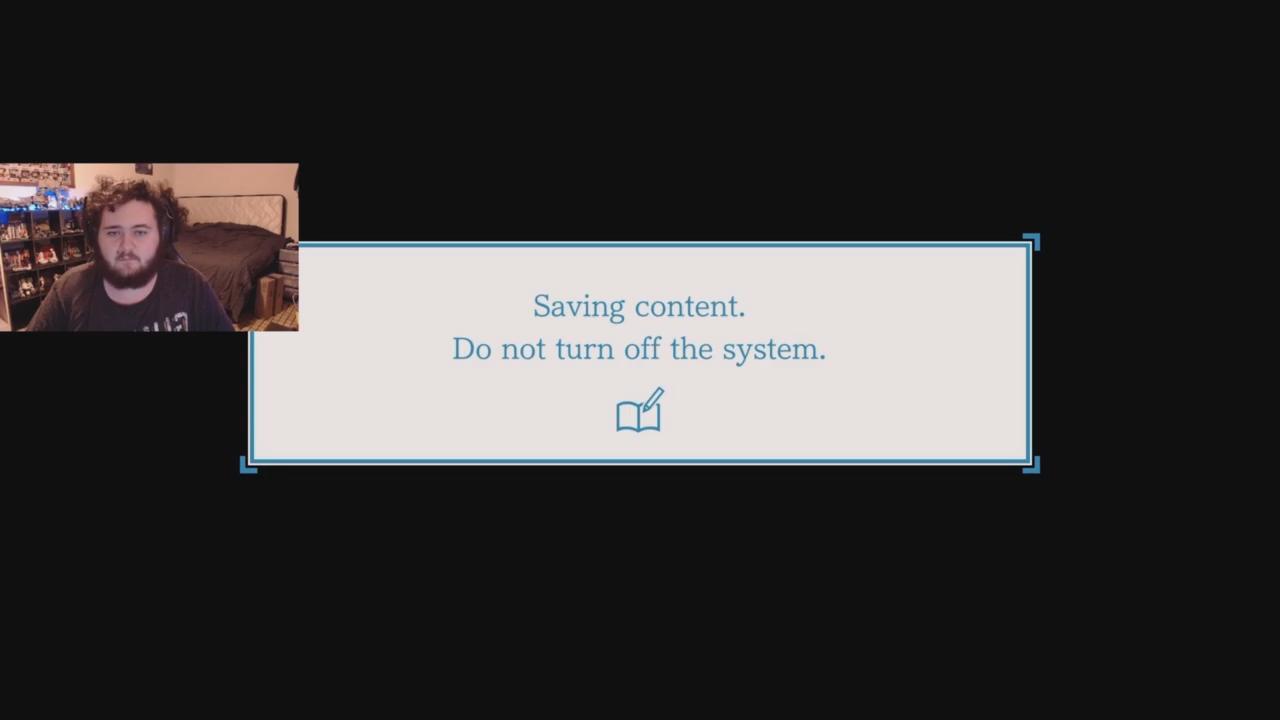 Saving content.
Do not turn off the system.